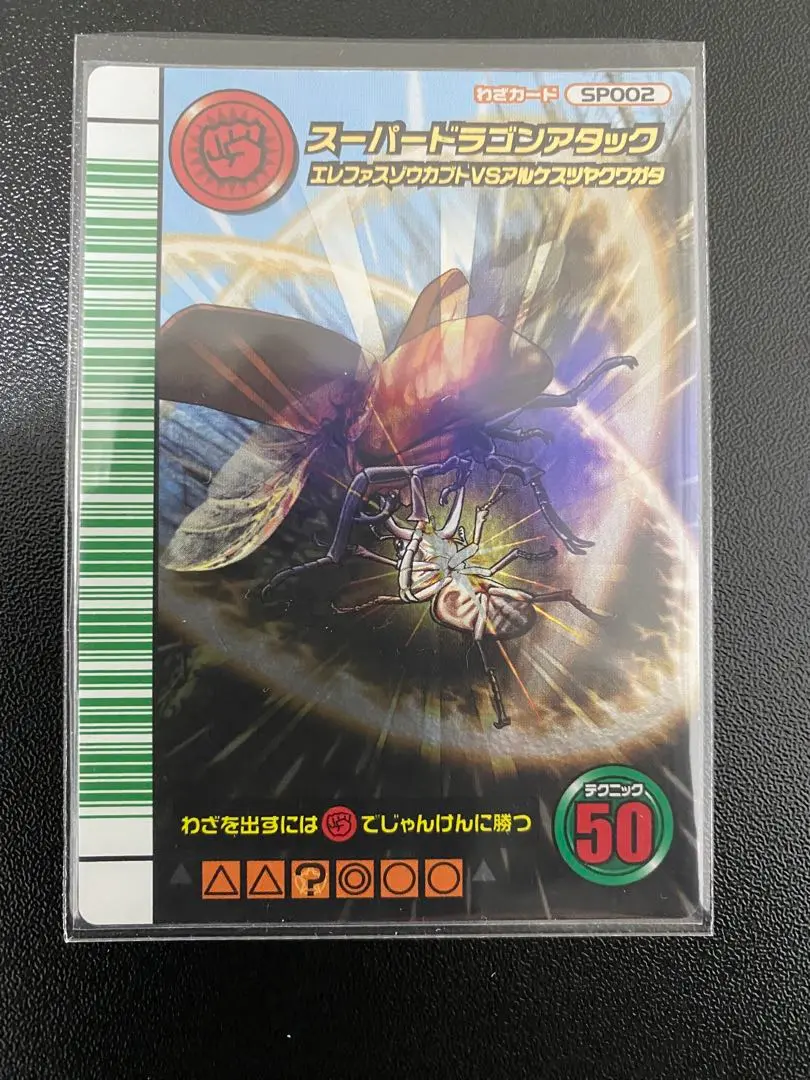 わざカード SP002
スーパードラゴンアタック
エレファスゾウカブトVSアルケスツヤクワガタ
テクニック
50
わざを出すには でじゃんけんに勝つ
△△?◎○○